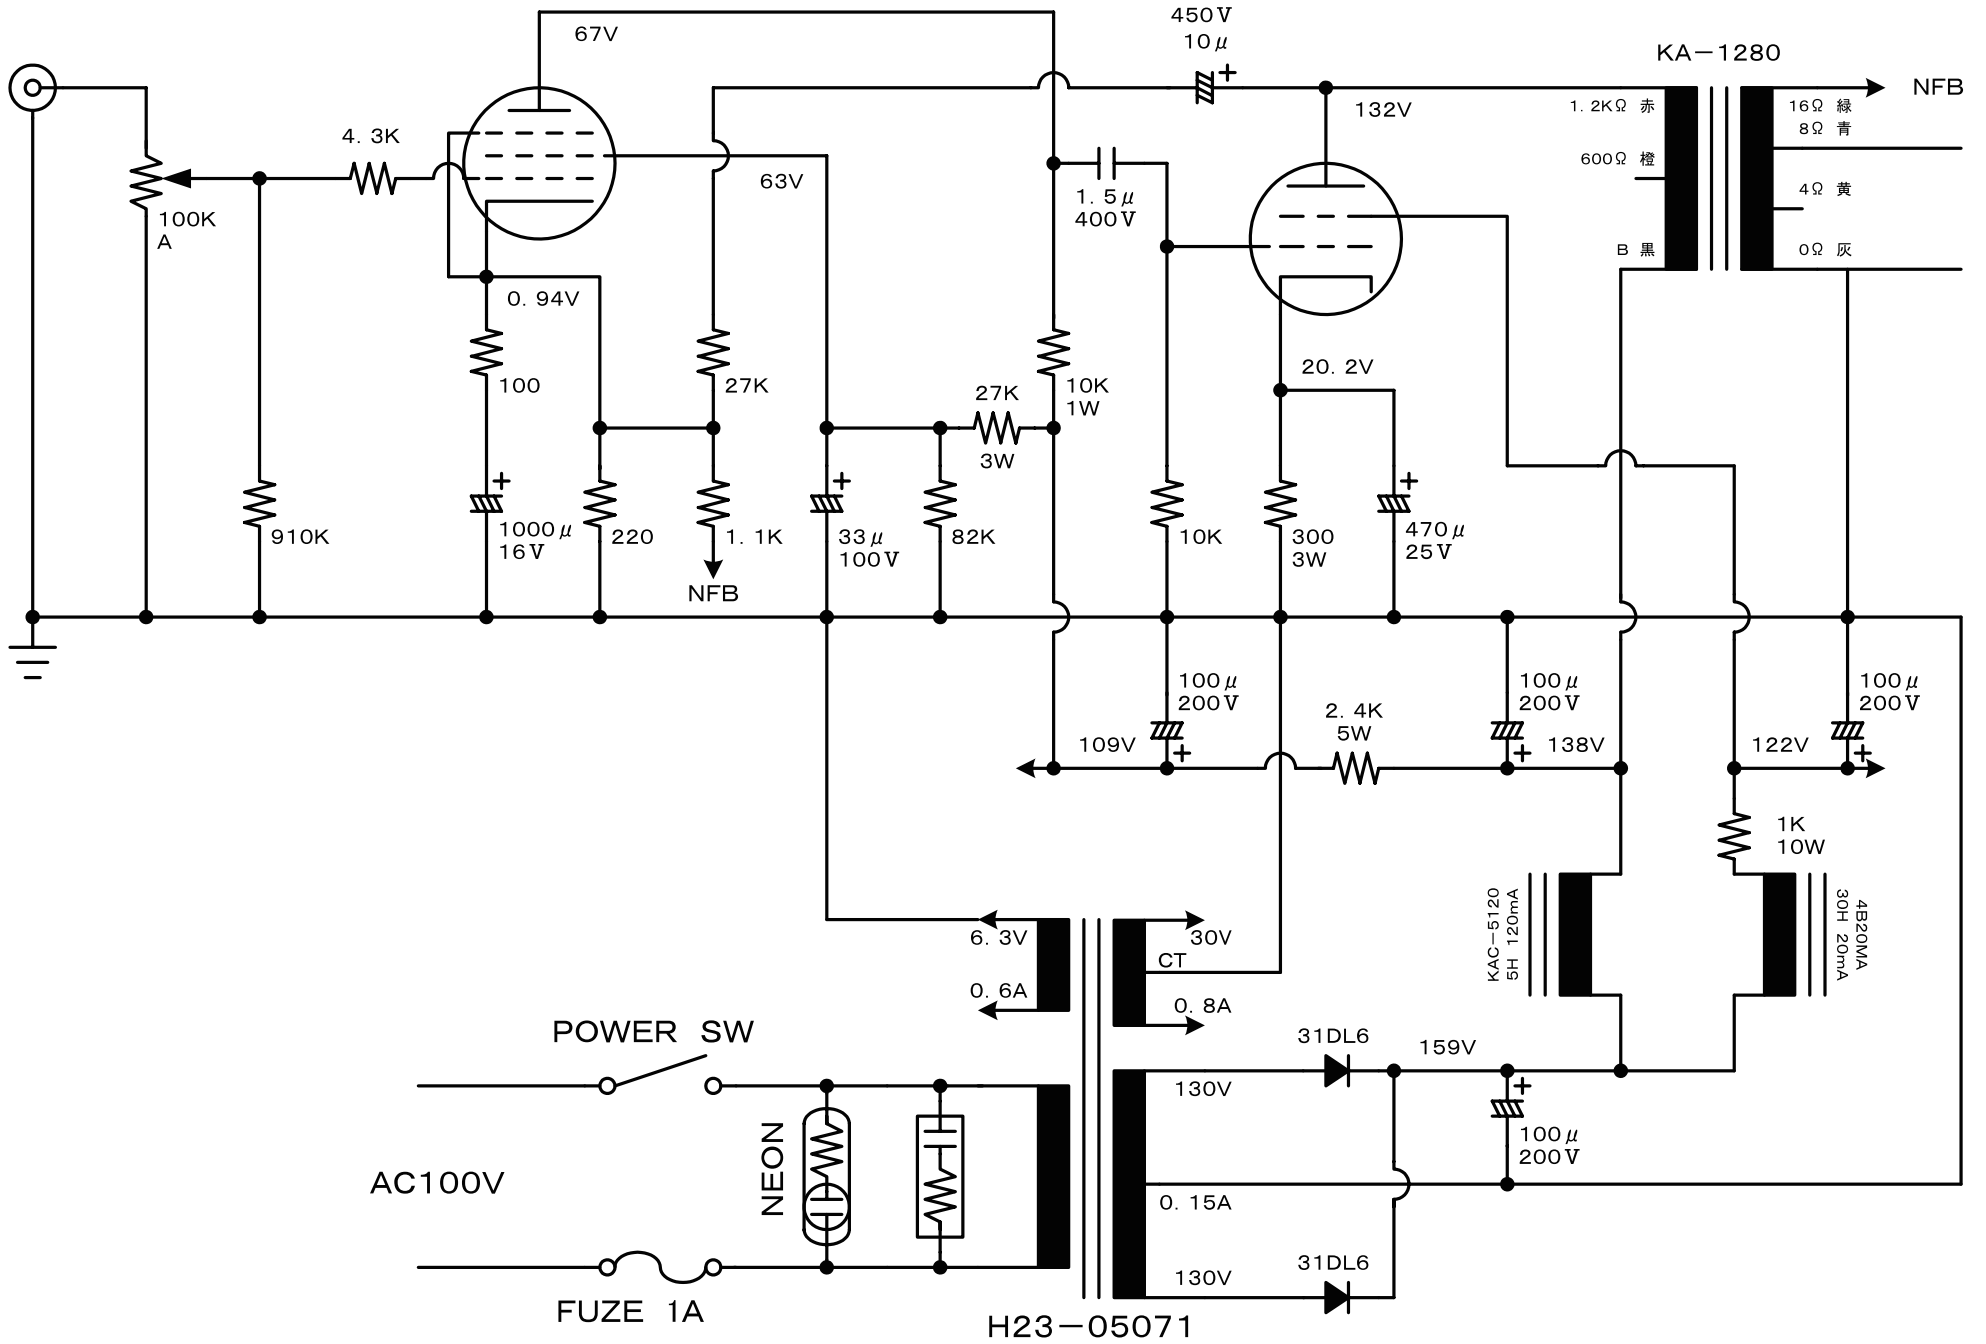 67V
450V
10μ
KA-1280
NFB
132V
1.2KΩ 赤
16Ω 緑
8Ω 青
4.3K
600Ω 橙
63V
4Ω 黄
1.5μ
400V
100K
A
B 黒
0Ω 灰
0.94V
20.2V
100
27K
27K
3W
10K
1W
910K
1000μ
16V
220
1.1K
NFB
33μ
100V
82K
10K
300
3W
470μ
25V
100μ
200V
2.4K
5W
100μ
200V
100μ
200V
109V
138V
122V
1K
10W
KAC-5120
5H 120mA
4B20MA
30H 20mA
6.3V
30V
CT
0.6A
0.8A
POWER SW
31DL6
159V
130V
NEON
100μ
200V
AC100V
0.15A
31DL6
130V
FUZE 1A
H23-05071